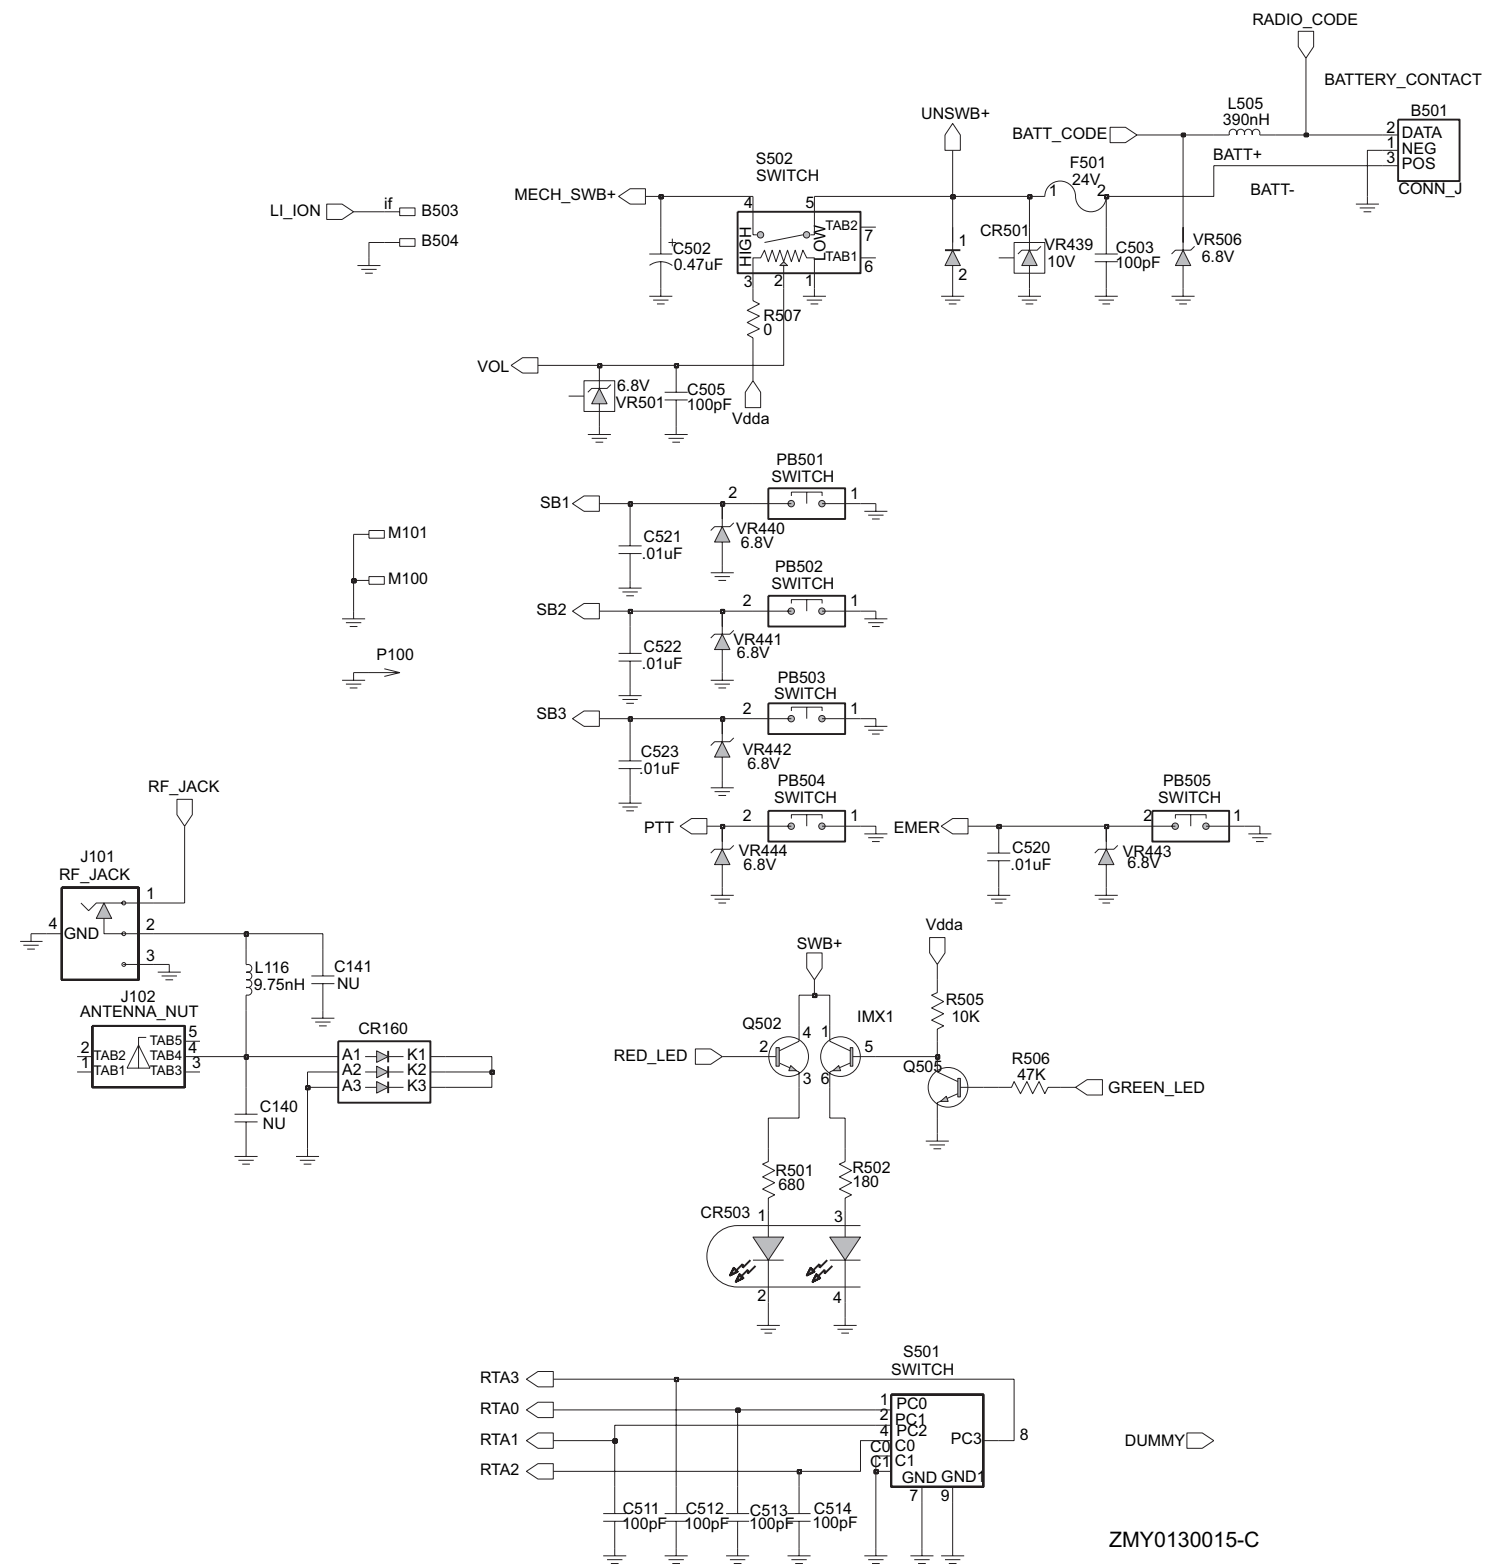 RADIO_CODE
BATTERY_CONTACT
L505
390nH
B501
UNSWB+
BATT_CODE
2
DATA
1
NEG
3
POS
CONN_J
BATT+
BATT-
S502
SWITCH
F501
24V
1
2
MECH_SWB+
4
5
LI_ION
if
B503
B504
HIGH
LOW
TAB2
7
TAB1
6
+
C502
0.47uF
3
2
1
1
2
CR501
VR439
10V
C503
100pF
VR506
6.8V
R507
0
VOL
6.8V
VR501
C505
100pF
Vdda
PB501
SWITCH
SB1
2
1
C521
.01uF
VR440
6.8V
M101
M100
PB502
SWITCH
SB2
2
1
C522
.01uF
VR441
6.8V
P100
PB503
SWITCH
SB3
2
1
C523
.01uF
VR442
6.8V
PB504
SWITCH
PTT
2
1
VR444
6.8V
PB505
SWITCH
EMER
2
1
C520
.01uF
VR443
6.8V
RF_JACK
J101
RF_JACK
1
4
GND
2
3
L116
9.75nH
C141
NU
J102
ANTENNA_NUT
5
TAB5
2
TAB2
TAB4
4
1
TAB1
TAB3
3
CR160
A1
K1
A2
K2
A3
K3
C140
NU
Vdda
SWB+
R505
10K
Q502
IMX1
4
1
RED_LED
2
5
3
6
Q505
R506
47K
GREEN_LED
R501
680
R502
180
CR503
1
3
2
4
S501
SWITCH
RTA3
RTA0
1
PC0
2
PC1
4
PC2
RTA1
C0
C0
C1
C1
PC3
8
RTA2
GND
GND1
7
9
DUMMY
C511
100pF
C512
100pF
C513
100pF
C514
100pF
ZMY0130015-C